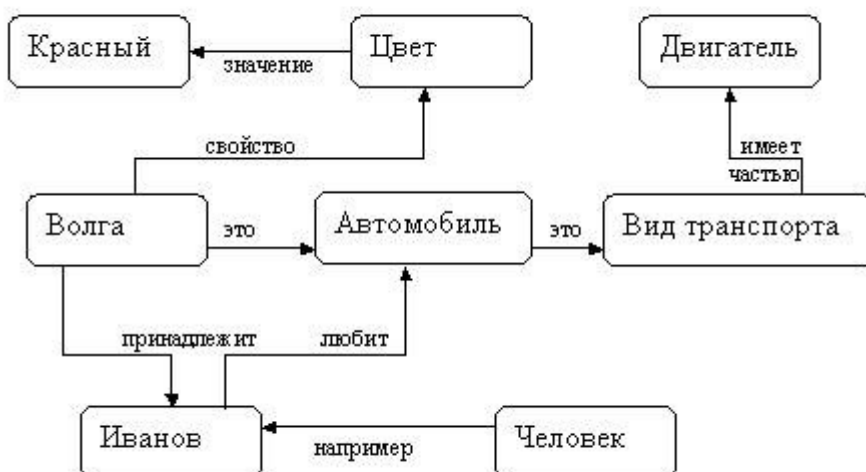 Красный
значение
Цвет
Двигатель
свойство
имеет
частью
Волга
это
Автомобиль
это
Вид транспорта
принадлежит
любит
Иванов
например
Человек